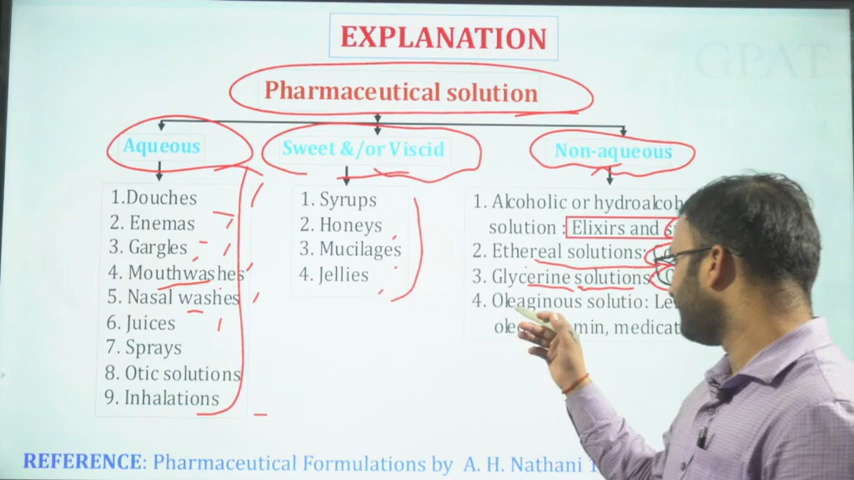 EXPLANATION
GPAT
Pharmaceutical solution
Aqueous
Sweet &/or Viscid
Non-aqueous
1.Douches
2. Enemas
3. Gargles
4. Mouthwashes
5. Nasal washes
6. Juices
7. Sprays
8. Otic solutions
9. Inhalations
1. Syrups
2. Honeys
3. Mucilages
4. Jellies
1. Alcoholic or
solution : Elixirs and
2. Ethereal solutions:
3. Glycerine solutions
4. Oleaginous solutio:
medicat
REFERENCE: Pharmaceutical Formulations by A. H. Nathani 1